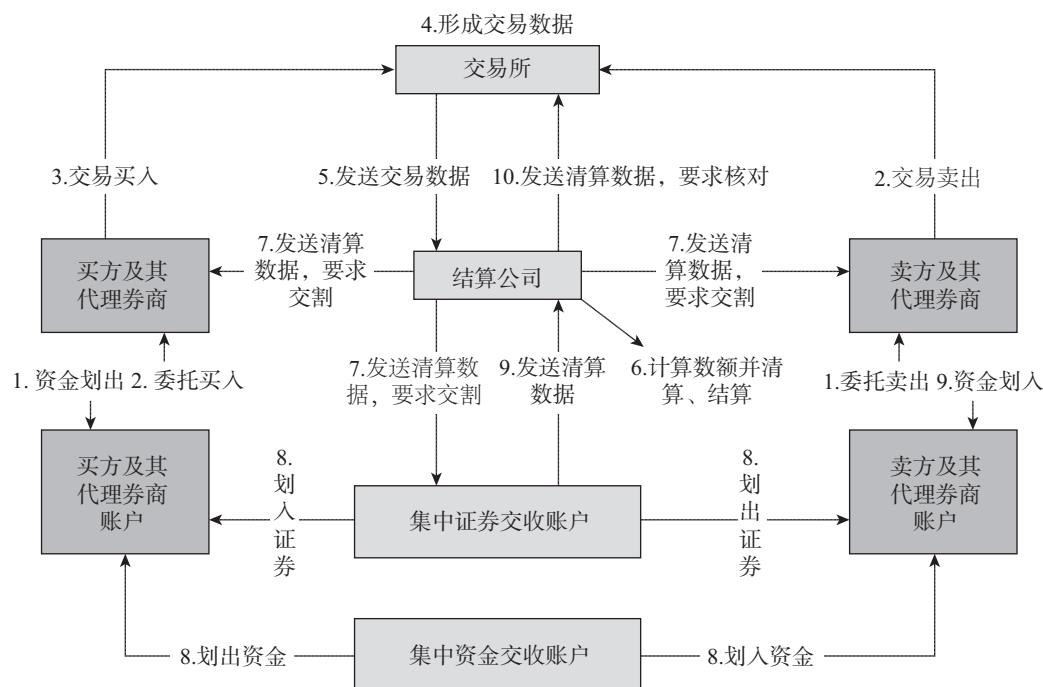 4.形成交易数据
交易所
3.交易买入
5.发送交易数据
10.发送清算数据，要求核对
2.交易卖出
买方及其
代理券商
7.发送清算
数据，要求
交割
结算公司
7.发送清
算数据，
要求交割
卖方及其
代理券商
1. 资金划出 2. 委托买入
7.发送清算数
据，要求交割
9.发送清算
数据
6.计算数额并清
算、结算
1.委托卖出 9.资金划入
买方及其
代理券商
账户
8.
划
入
证
券
集中证券交收账户
8.
划
出
证
券
卖方及其
代理券商
账户
8.划出资金
集中资金交收账户
8.划入资金